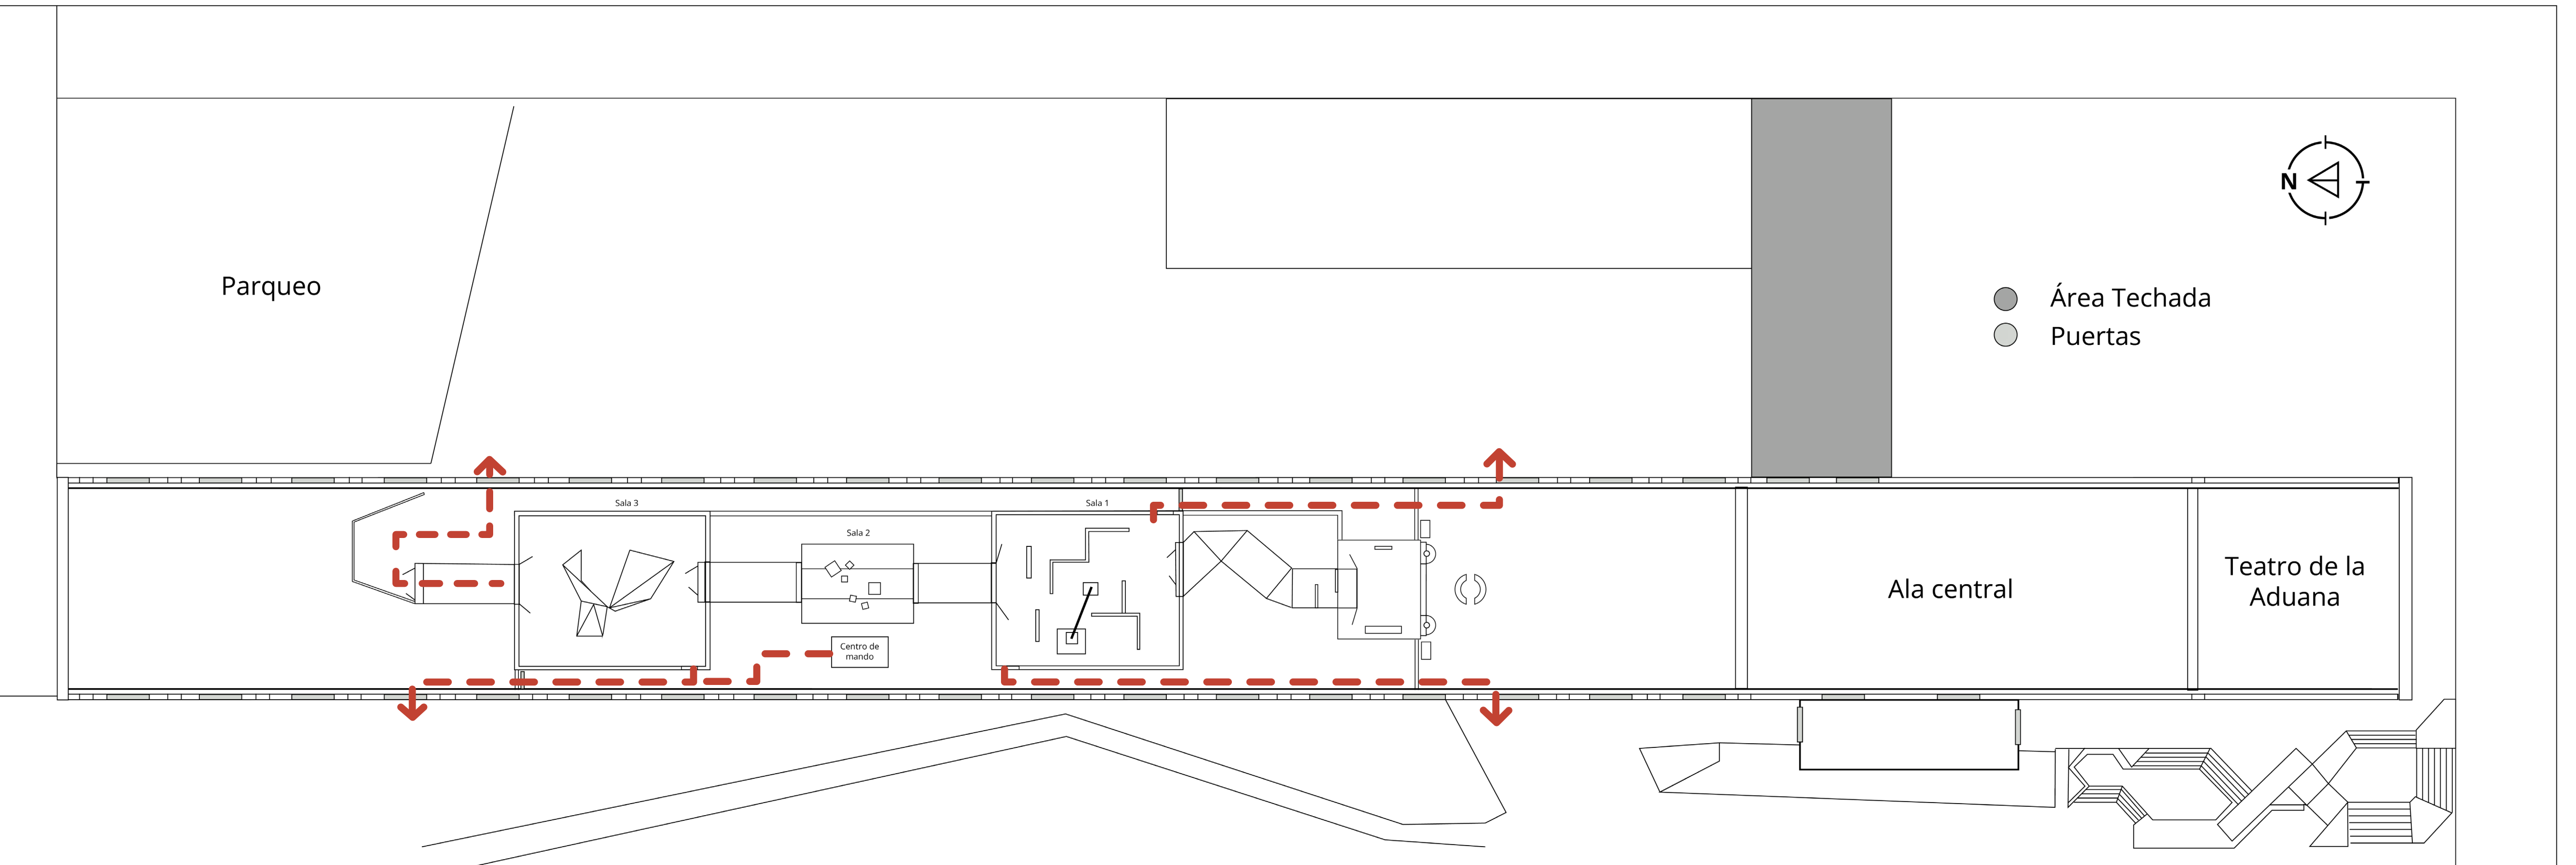 N
Parqueo
Área Techada
Puertas
Sala 3
Sala 1
Sala 2
Centro de
mando
Ala central
Teatro de la
Aduana